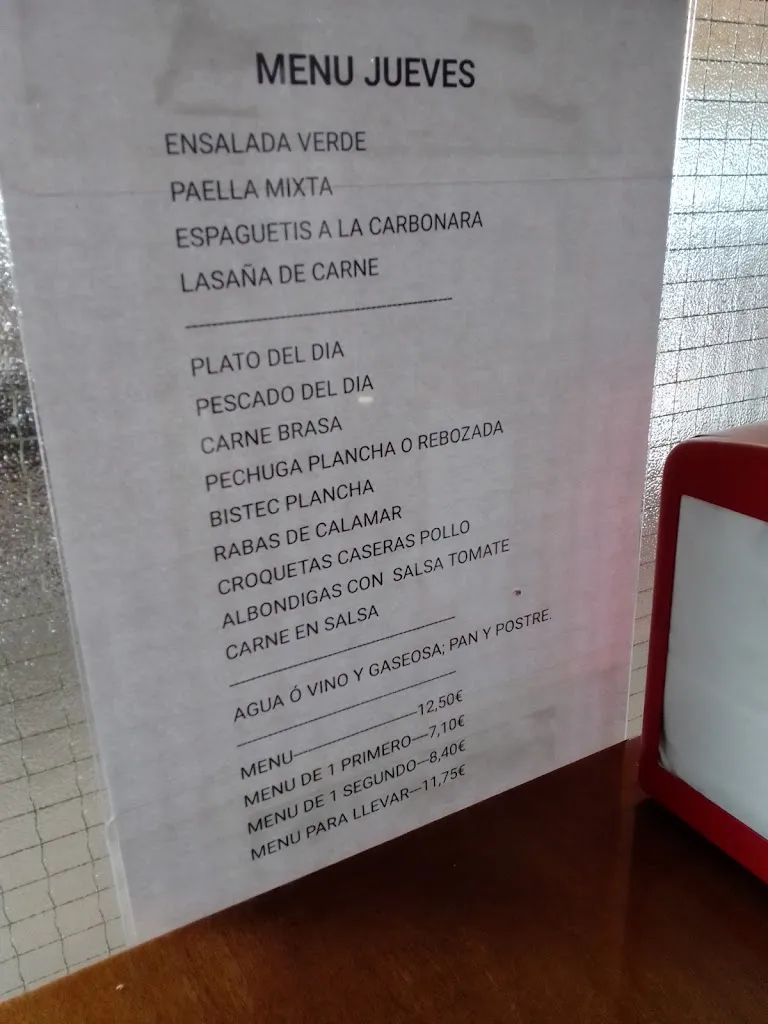 MENU JUEVES
ENSALADA VERDE
PAELLA MIXTA
ESPAGUETIS A LA CARBONARA
LASAÑA DE CARNE
PLATO DEL DIA
PESCADO DEL DIA
CARNE BRASA
PECHUGA PLANCHA O REBOZADA
BISTEC PLANCHA
RABAS DE CALAMAR
CROQUETAS CASERAS POLLO
ALBONDIGAS CON SALSA TOMATE
CARNE EN SALSA
AGUA Ó VINO Y GASEOSA; PAN Y POSTRE.
MENU----------------------12,50€
MENU DE 1 PRIMERO---7,10€
MENU DE 1 SEGUNDO---8,40€
MENU PARA LLEVAR---11,75€